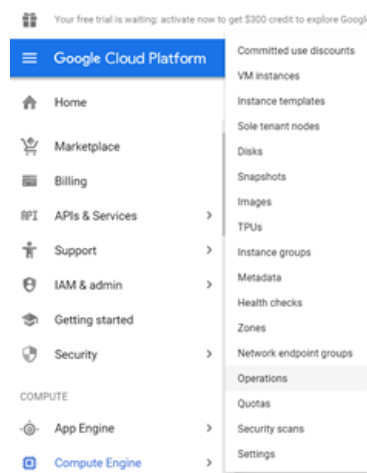 Your free trial is waiting: activate now to get $300 credit to explore Google
Google Cloud Platform
Home
Marketplace
Billing
API APIs & Services
Support
IAM & admin
Getting started
Security
COMPUTE
App Engine
Compute Engine
Committed use discounts
VM instances
Instance templates
Sole tenant nodes
Disks
Snapshots
Images
TPUs
Instance groups
Metadata
Health checks
Zones
Network endpoint groups
Operations
Quotas
Security scans
Settings